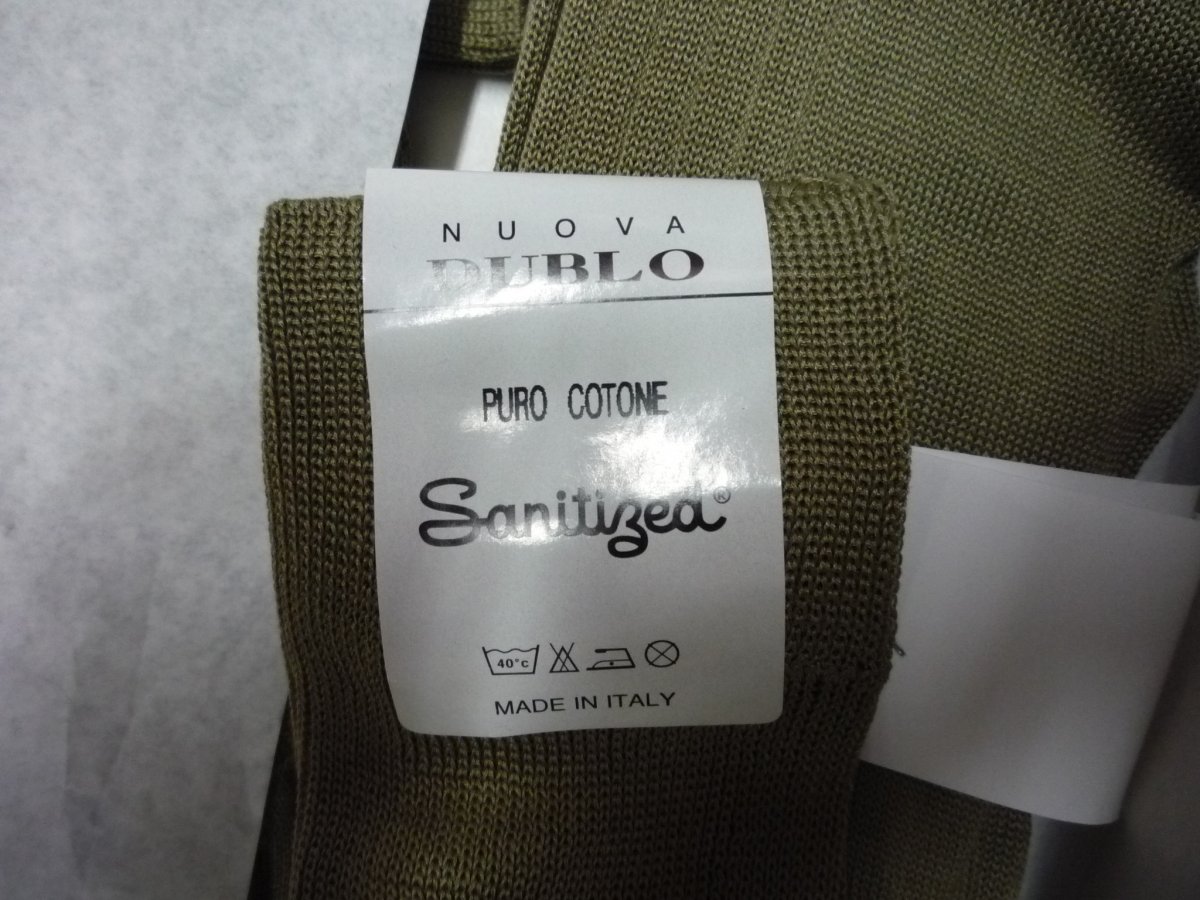 NUOVA
DUBLO
PURO COTONE
Sanitized®
40°c
MADE IN ITALY